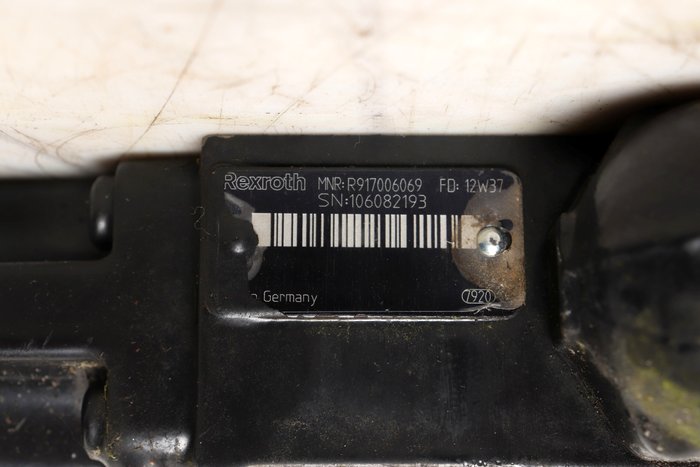 Rexroth MNR: R917006069 FD: 12W37
SN:106082193
Germany 7920